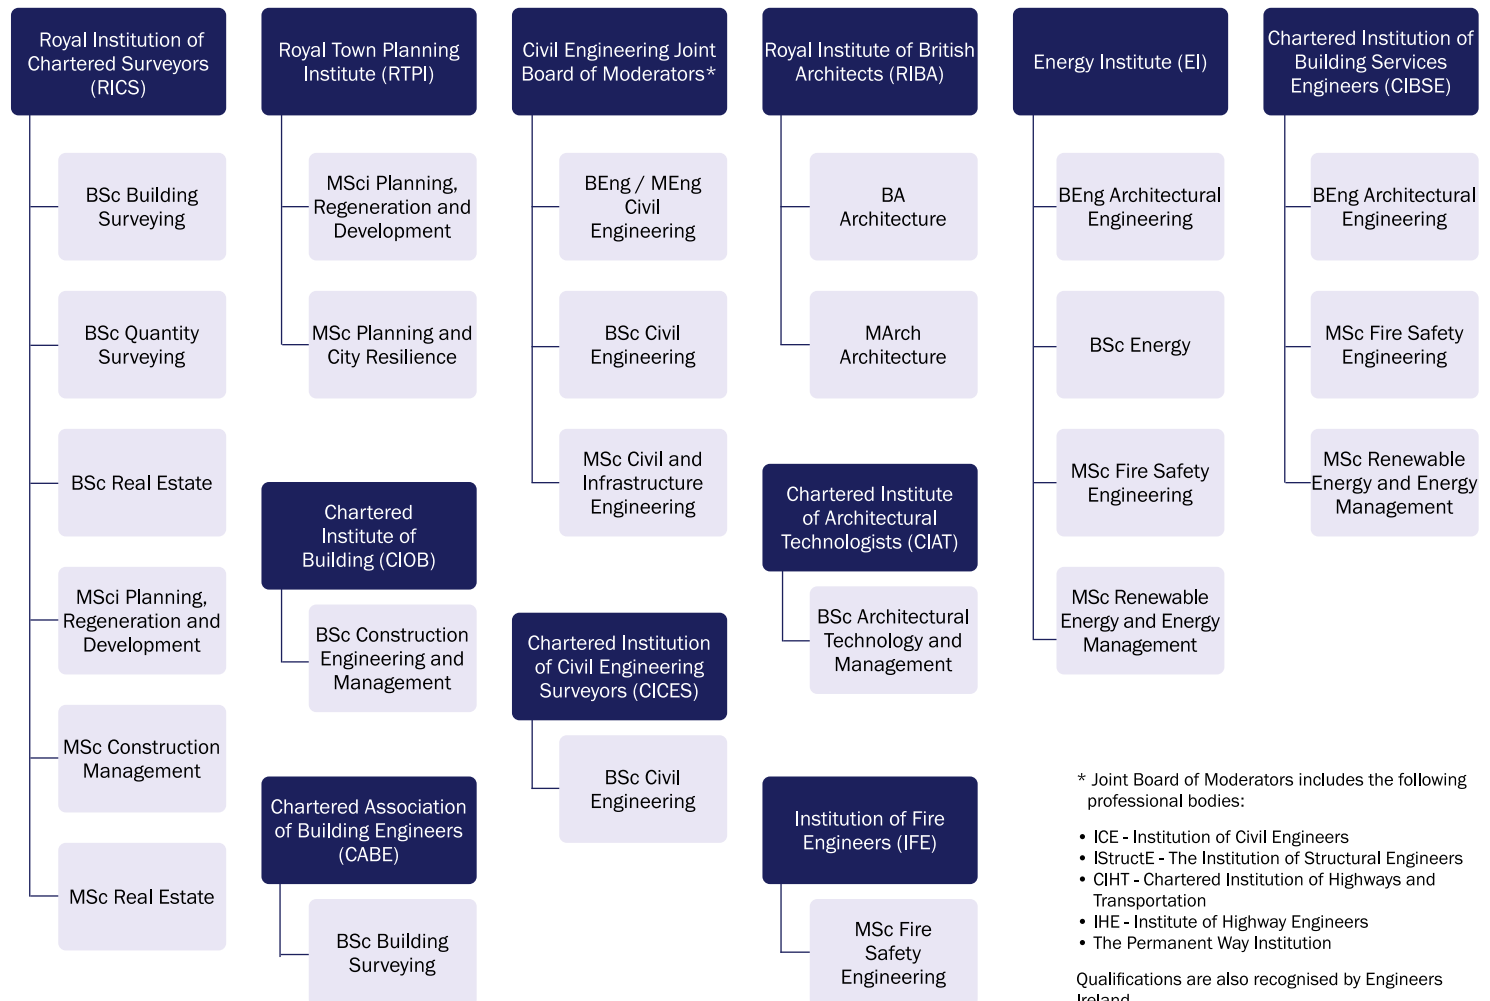 Royal Institution of
Chartered Surveyors
(RICS)
BSc Building
Surveying
BSc Quantity
Surveying
BSc Real Estate
MSci Planning,
Regeneration and
Development
MSc Construction
Management
MSc Real Estate
Royal Town Planning
Institute (RTPI)
MSci Planning,
Regeneration and
Development
MSc Planning and
City Resilience
Chartered
Institute of
Building (CIOB)
BSc Construction
Engineering and
Management
Chartered Association
of Building Engineers
(CABE)
BSc Building
Surveying
Civil Engineering Joint
Board of Moderators*
BEng / MEng
Civil
Engineering
BSc Civil
Engineering
MSc Civil and
Infrastructure
Engineering
Chartered Institution
of Civil Engineering
Surveyors (CICES)
BSc Civil
Engineering
Royal Institute of British
Architects (RIBA)
BA
Architecture
MArch
Architecture
Chartered Institute
of Architectural
Technologists (CIAT)
BSc Architectural
Technology and
Management
Institution of Fire
Engineers (IFE)
MSc Fire
Safety
Engineering
Energy Institute (EI)
BEng Architectural
Engineering
BSc Energy
MSc Fire Safety
Engineering
MSc Renewable
Energy and Energy
Management
Chartered Institution of
Building Services
Engineers (CIBSE)
BEng Architectural
Engineering
MSc Fire Safety
Engineering
MSc Renewable
Energy and Energy
Management
* Joint Board of Moderators includes the following
professional bodies:
• ICE - Institution of Civil Engineers
• IStructE - The Institution of Structural Engineers
• CIHT - Chartered Institution of Highways and
Transportation
• IHE - Institute of Highway Engineers
• The Permanent Way Institution
Qualifications are also recognised by Engineers
Ireland